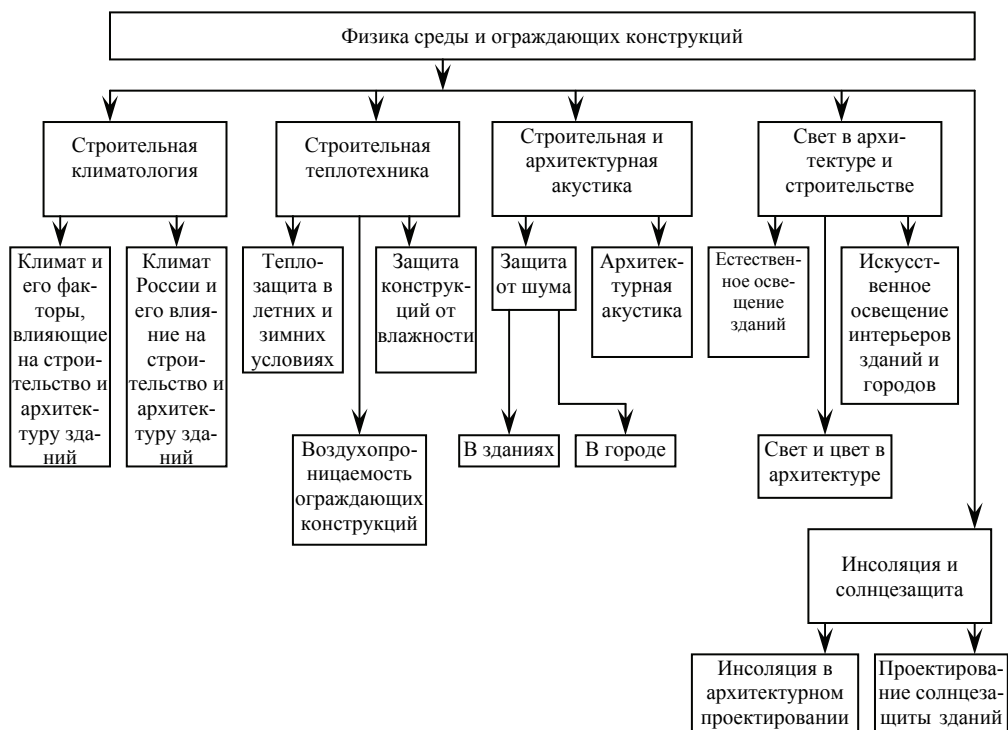 Физика среды и ограждающих конструкций
Строительная
климатология
Строительная
теплотехника
Строительная и
архитектурная
акустика
Свет в архи-
тектуре и
строительстве
Климат и
его фак-
торы,
влияющие
на строи-
тельство и
архитек-
туру зда-
ний
Климат
России и
его влия-
ние на
строи-
тельство и
архитек-
туру зда-
ний
Тепло-
защита в
летних и
зимних
условиях
Защита
конструк-
ций от
влажности
Защита
от шума
Архитек-
турная
акустика
Естествен-
ное осве-
щение
зданий
Искусст-
венное
освещение
интерьеров
зданий и
городов
Воздухопро-
ницаемость
ограждающих
конструкций
В зданиях
В городе
Свет и цвет в
архитектуре
Инсоляция и
солнцезащита
Инсоляция в
архитектурном
проектировании
Проектирова-
ние солнцеза-
щиты зданий